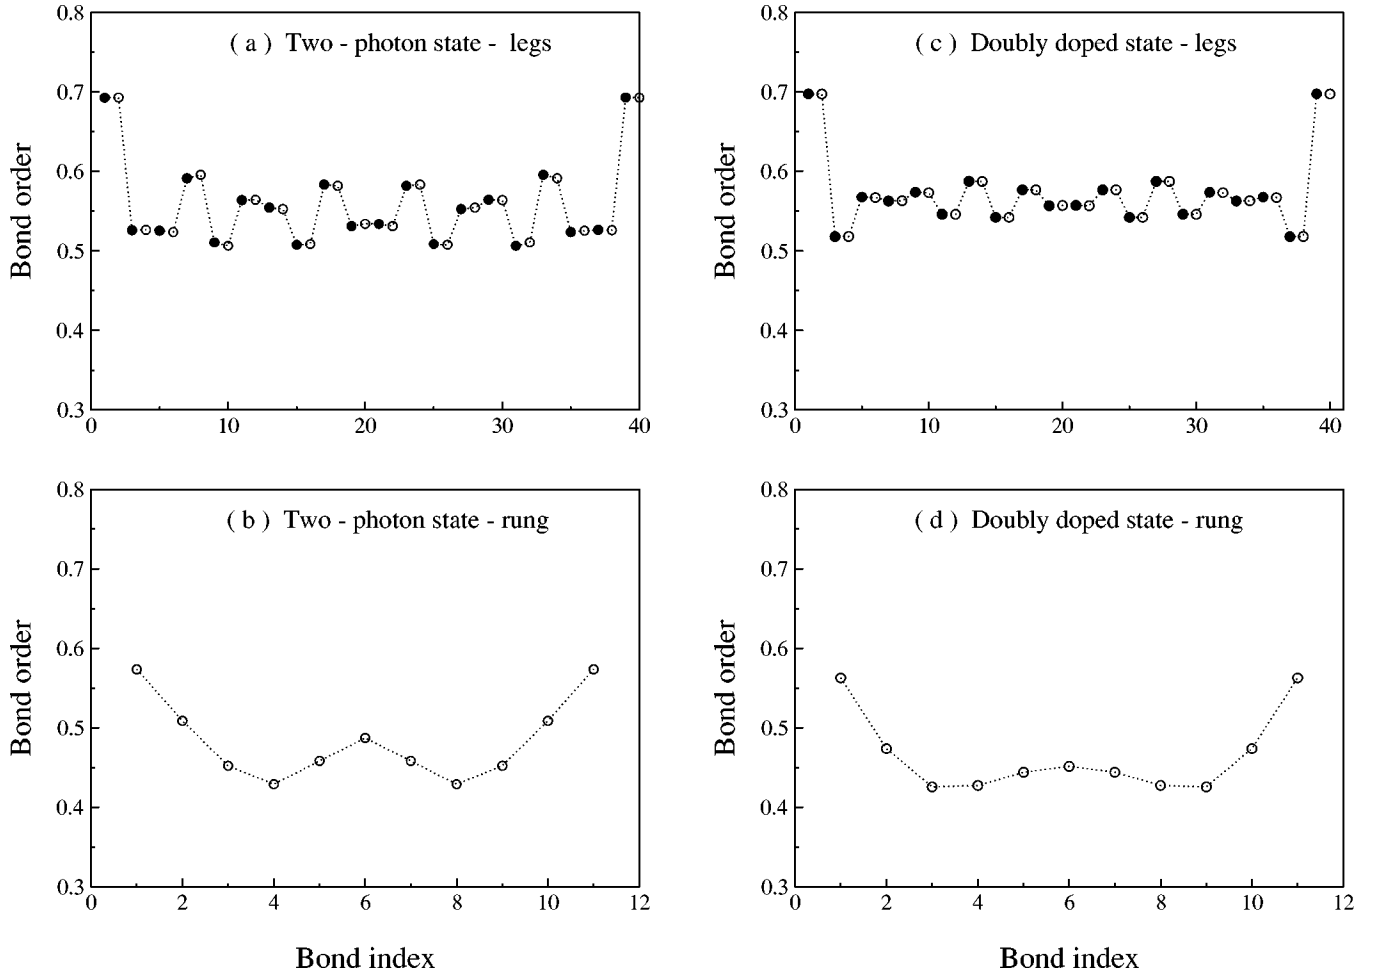 ( a ) Two - photon state - legs
Bond order
0.8
0.7
0.6
0.5
0.4
0.3
0 10 20 30 40
( c ) Doubly doped state - legs
Bond order
0.8
0.7
0.6
0.5
0.4
0.3
0 10 20 30 40
( b ) Two - photon state - rung
Bond order
0.8
0.7
0.6
0.5
0.4
0.3
0 2 4 6 8 10 12
Bond index
( d ) Doubly doped state - rung
Bond order
0.8
0.7
0.6
0.5
0.4
0.3
0 2 4 6 8 10 12
Bond index